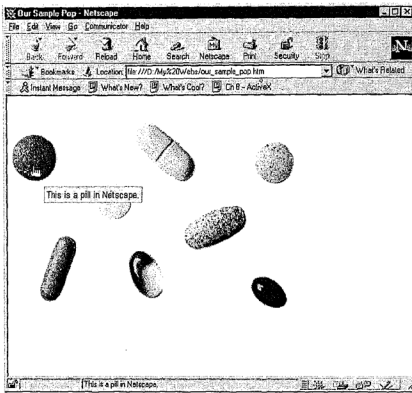 Our Sample Pop - Netscape
File Edit View Go Communicator Help
Back Forward Reload Home Search Netscape Print Security Stop
N
Bookmarks Location: file:///D:/My%20Webs/our_sample_pop.htm What's Related
Instant Message What's New? What's Cool? Ch 8 - ActiveX
This is a pill in Netscape.
This is a pill in Netscape.